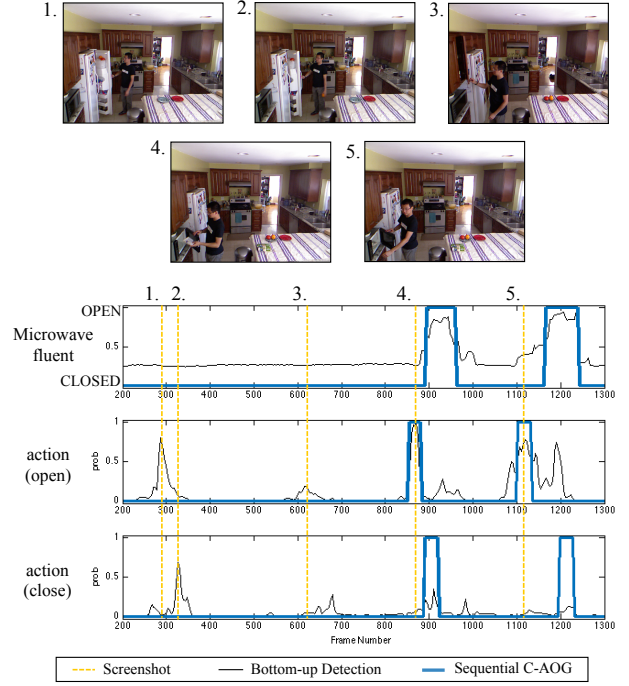 1. 2. 3.
4. 5.
1. 2. 3. 4. 5.
OPEN
Microwave fluent
0.5
CLOSED
200 300 400 500 600 700 800 900 1000 1100 1200 1300
action (open)
prob
1
0.5
0
200 300 400 500 600 700 800 900 1000 1100 1200 1300
action (close)
prob
1
0.5
0
200 300 400 500 600 700 800 900 1000 1100 1200 1300
Frame Number
Screenshot Bottom-up Detection Sequential C-AOG